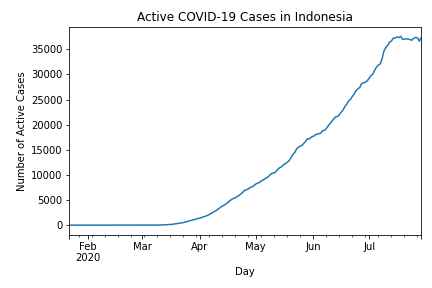 Active COVID-19 Cases in Indonesia
Number of Active Cases
35000
30000
25000
20000
15000
10000
5000
0
Feb Mar Apr May Jun Jul
2020
Day